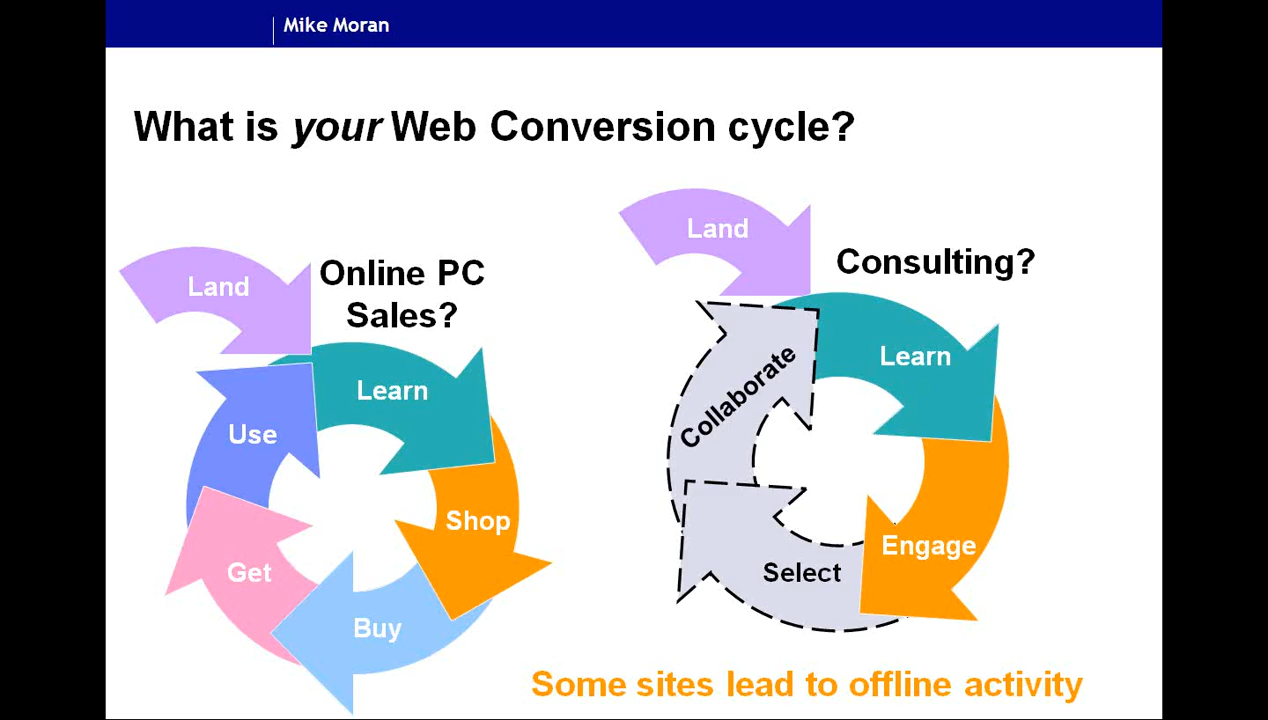 Mike Moran
What is your Web Conversion cycle?
Land
Online PC
Sales?
Learn
Shop
Buy
Get
Use
Land
Consulting?
Learn
Engage
Select
Collaborate
Some sites lead to offline activity